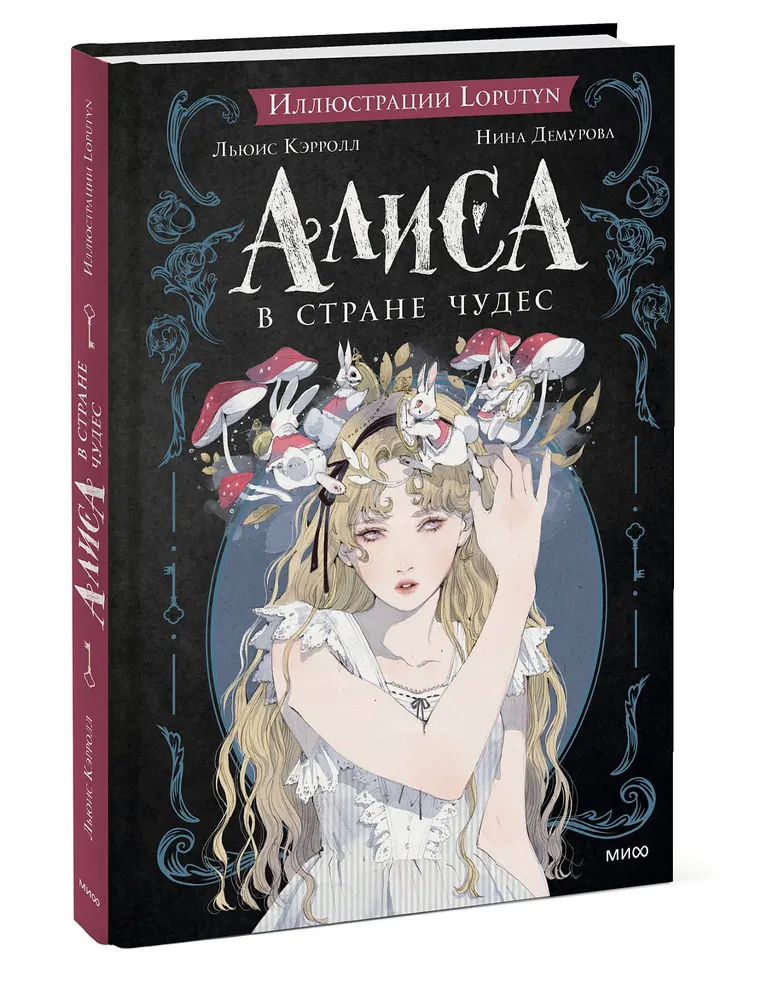 Иллюстрации Loputyn
Льюис Кэрролл
Нина Демурова
Алиса
в стране чудес
миф
Иллюстрации Loputyn
Алиса
в стране
чудес
Льюис Кэрролл
миф